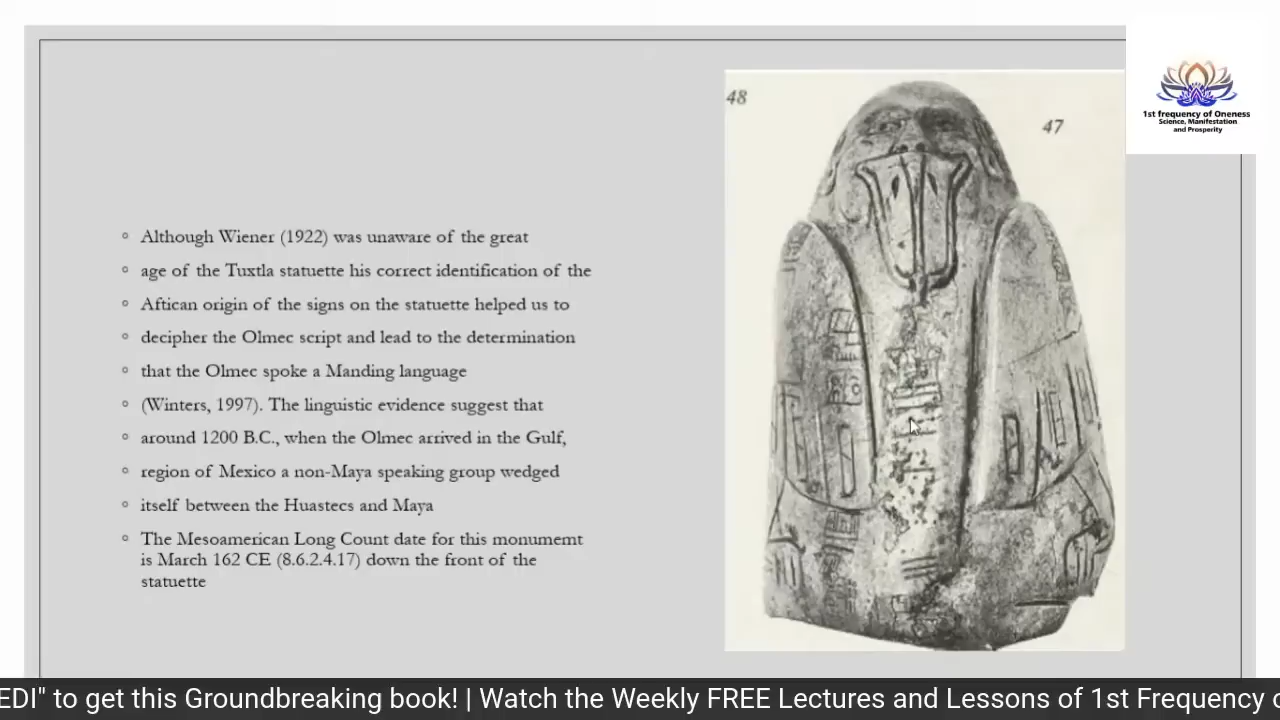 48
47
1st frequency of Oneness
Science, Manifestation
and Prosperity
Although Wiener (1922) was unaware of the great
age of the Tuxtla statuette his correct identification of the
Aftican origin of the signs on the statuette helped us to
decipher the Olmec script and lead to the determination
that the Olmec spoke a Manding language
(Winters, 1997). The linguistic evidence suggest that
around 1200 B.C., when the Olmec arrived in the Gulf,
region of Mexico a non-Maya speaking group wedged
itself between the Huastecs and Maya
The Mesoamerican Long Count date for this monumemt
is March 162 CE (8.6.2.4.17) down the front of the
statuette
EDI" to get this Groundbreaking book! | Watch the Weekly FREE Lectures and Lessons of 1st Frequency